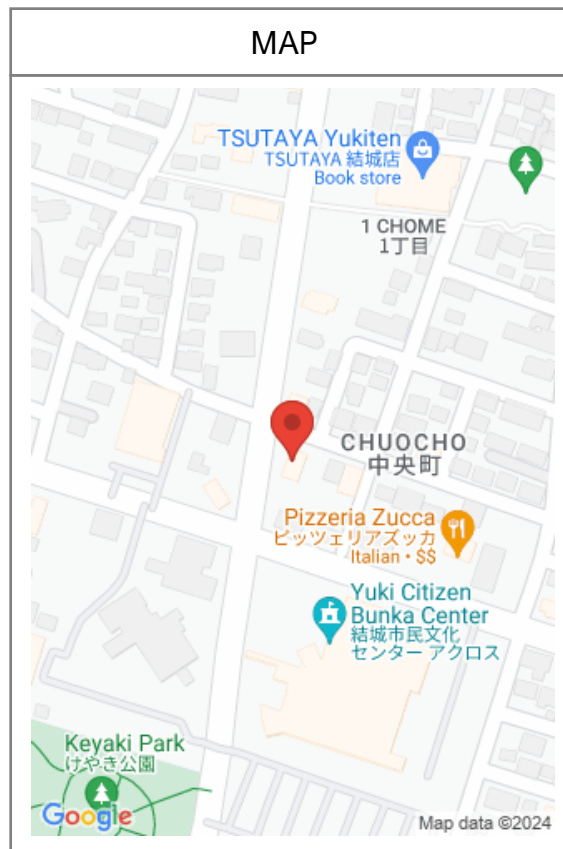 MAP
TSUTAYA Yukiten
TSUTAYA 結城店
Book store
1 CHOME
1丁目
CHUOCHO
中央町
Pizzeria Zucca
ピッツェリアズッカ
Italian • $$
Yuki Citizen
Bunka Center
結城市民文化
センター アクロス
Keyaki Park
けやき公園
Google
Map data ©2024